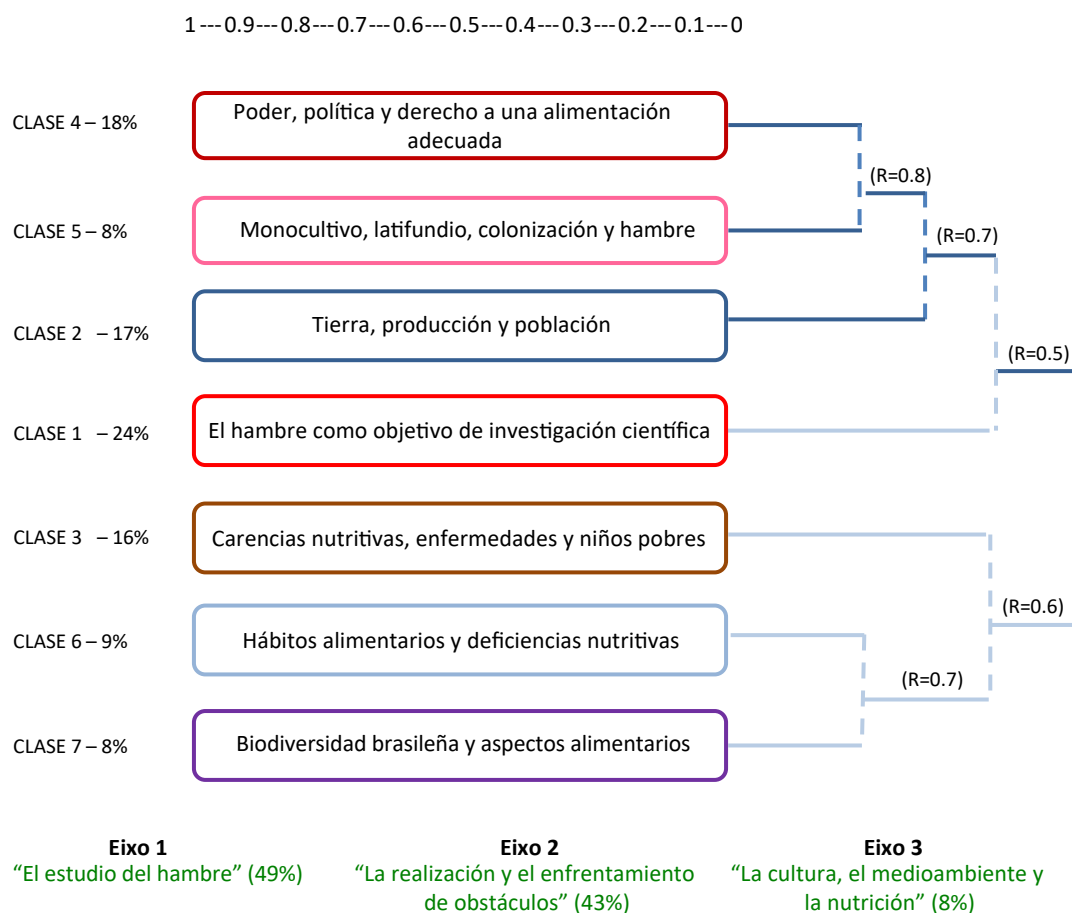 1 ---0.9---0.8---0.7---0.6---0.5---0.4---0.3---0.2---0.1---0
CLASE 4 – 18%
Poder, política y derecho a una alimentación
adecuada
(R=0.8)
CLASE 5 – 8%
Monocultivo, latifundio, colonización y hambre
(R=0.7)
CLASE 2 – 17%
Tierra, producción y población
(R=0.5)
CLASE 1 – 24%
El hambre como objetivo de investigación científica
CLASE 3 – 16%
Carencias nutritivas, enfermedades y niños pobres
(R=0.6)
CLASE 6 – 9%
Hábitos alimentarios y deficiencias nutritivas
(R=0.7)
CLASE 7 – 8%
Biodiversidad brasileña y aspectos alimentarios
Eixo 1
“El estudio del hambre” (49%)
Eixo 2
“La realización y el enfrentamiento
de obstáculos” (43%)
Eixo 3
“La cultura, el medioambiente y
la nutrición” (8%)